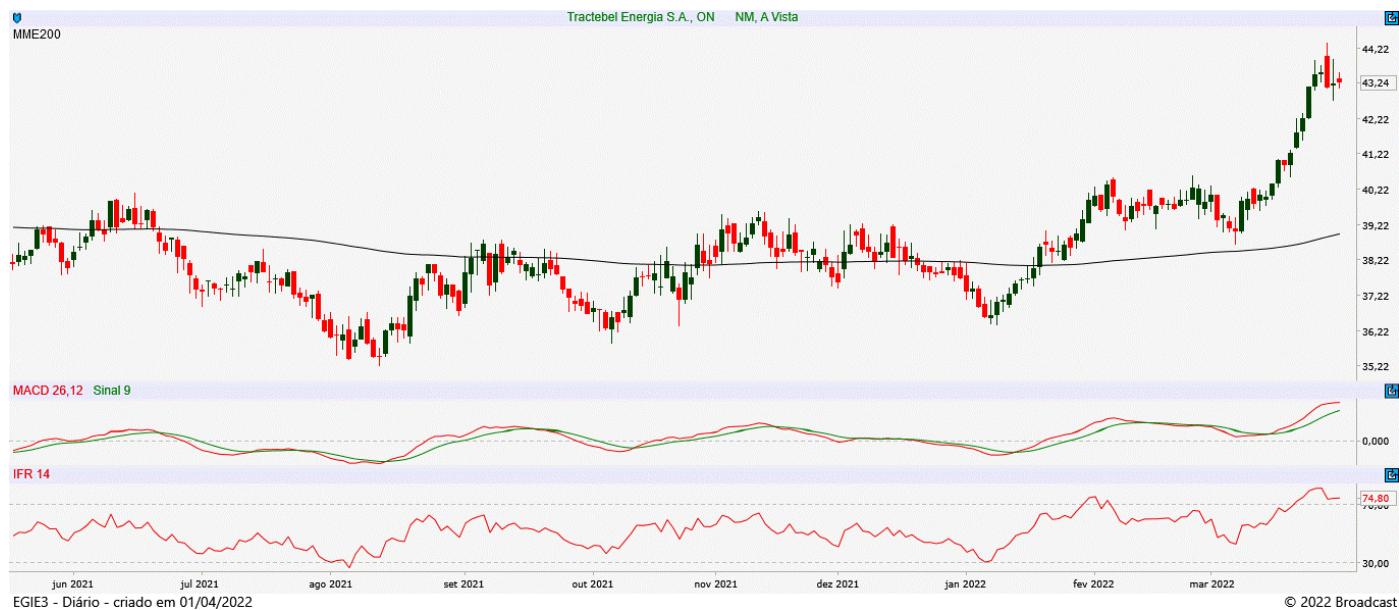 Tractebel Energia S.A., ON NM, A Vista
MME200
44,22
43,24
42,22
41,22
40,22
39,22
38,22
37,22
36,22
35,22
MACD 26,12 Sinal 9
0,000
IFR 14
74,80
70,00
30,00
jun 2021 jul 2021 ago 2021 set 2021 out 2021 nov 2021 dez 2021 jan 2022 fev 2022 mar 2022
EGIE3 - Diário - criado em 01/04/2022 © 2022 Broadcast